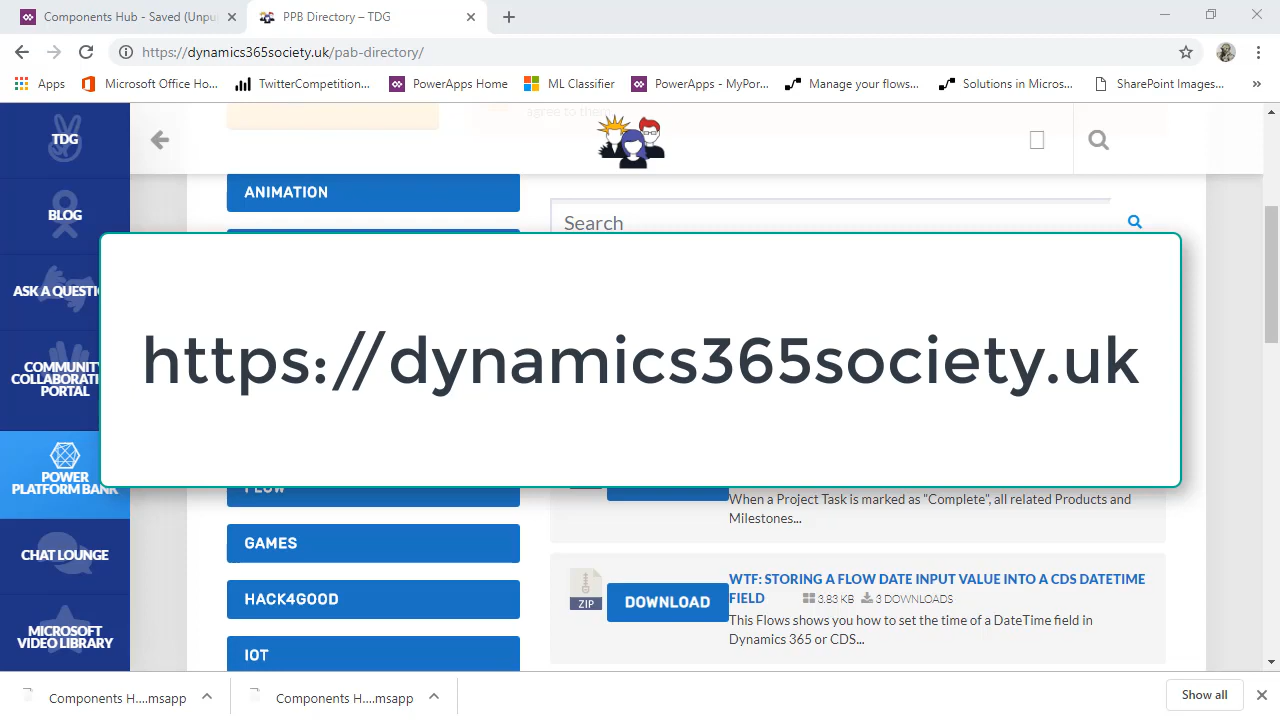 Components Hub - Saved (Unpu
PPB Directory – TDG
https://dynamics365society.uk/pab-directory/
Apps
Microsoft Office Ho...
TwitterCompetition...
PowerApps Home
ML Classifier
PowerApps - MyPor...
Manage your flows...
Solutions in Micros...
SharePoint Images...
»
agree to them
TDG
BLOG
ASK A QUESTI
COMMUNIT
COLLABORATI
PORTAL
POWER
PLATFORM BANK
CHAT LOUNGE
MICROSOFT
VIDEO LIBRARY
ANIMATION
Search
https://dynamics365society.uk
FLOW
GAMES
HACK4GOOD
IOT
When a Project Task is marked as "Complete", all related Products and
Milestones...
ZIP
DOWNLOAD
WTF: STORING A FLOW DATE INPUT VALUE INTO A CDS DATETIME
FIELD 3.83 KB 3 DOWNLOADS
This Flows shows you how to set the time of a DateTime field in
Dynamics 365 or CDS...
Components H....msapp
Components H....msapp
Show all